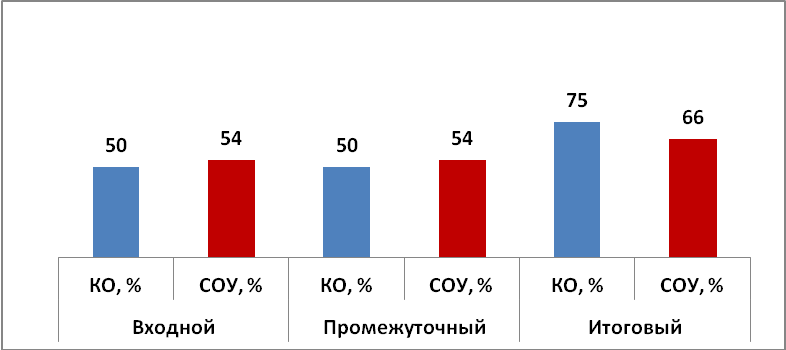 75
66
50
54
50
54
КО, %
СОУ, %
КО, %
СОУ, %
КО, %
СОУ, %
Входной
Промежуточный
Итоговый